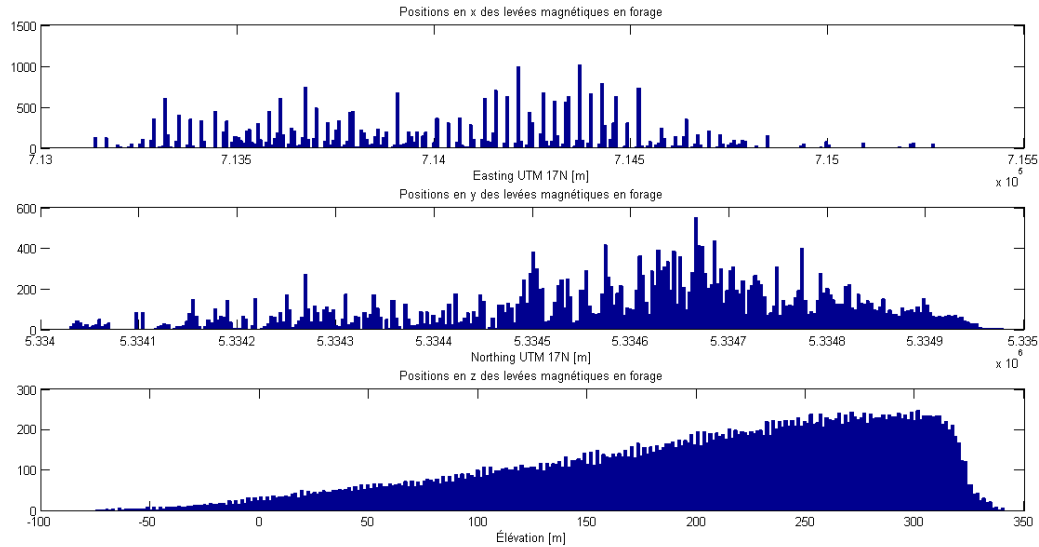 Positions en x des levées magnétiques en forage
1500
1000
500
0
7.13 7.135 7.14 7.145 7.15 7.155
Easting UTM 17N [m]
x 10^5
Positions en y des levées magnétiques en forage
600
400
200
0
5.334 5.3341 5.3342 5.3343 5.3344 5.3345 5.3346 5.3347 5.3348 5.3349 5.335
Northing UTM 17N [m]
x 10^6
Positions en z des levées magnétiques en forage
300
200
100
0
-100 -50 0 50 100 150 200 250 300 350
Élévation [m]